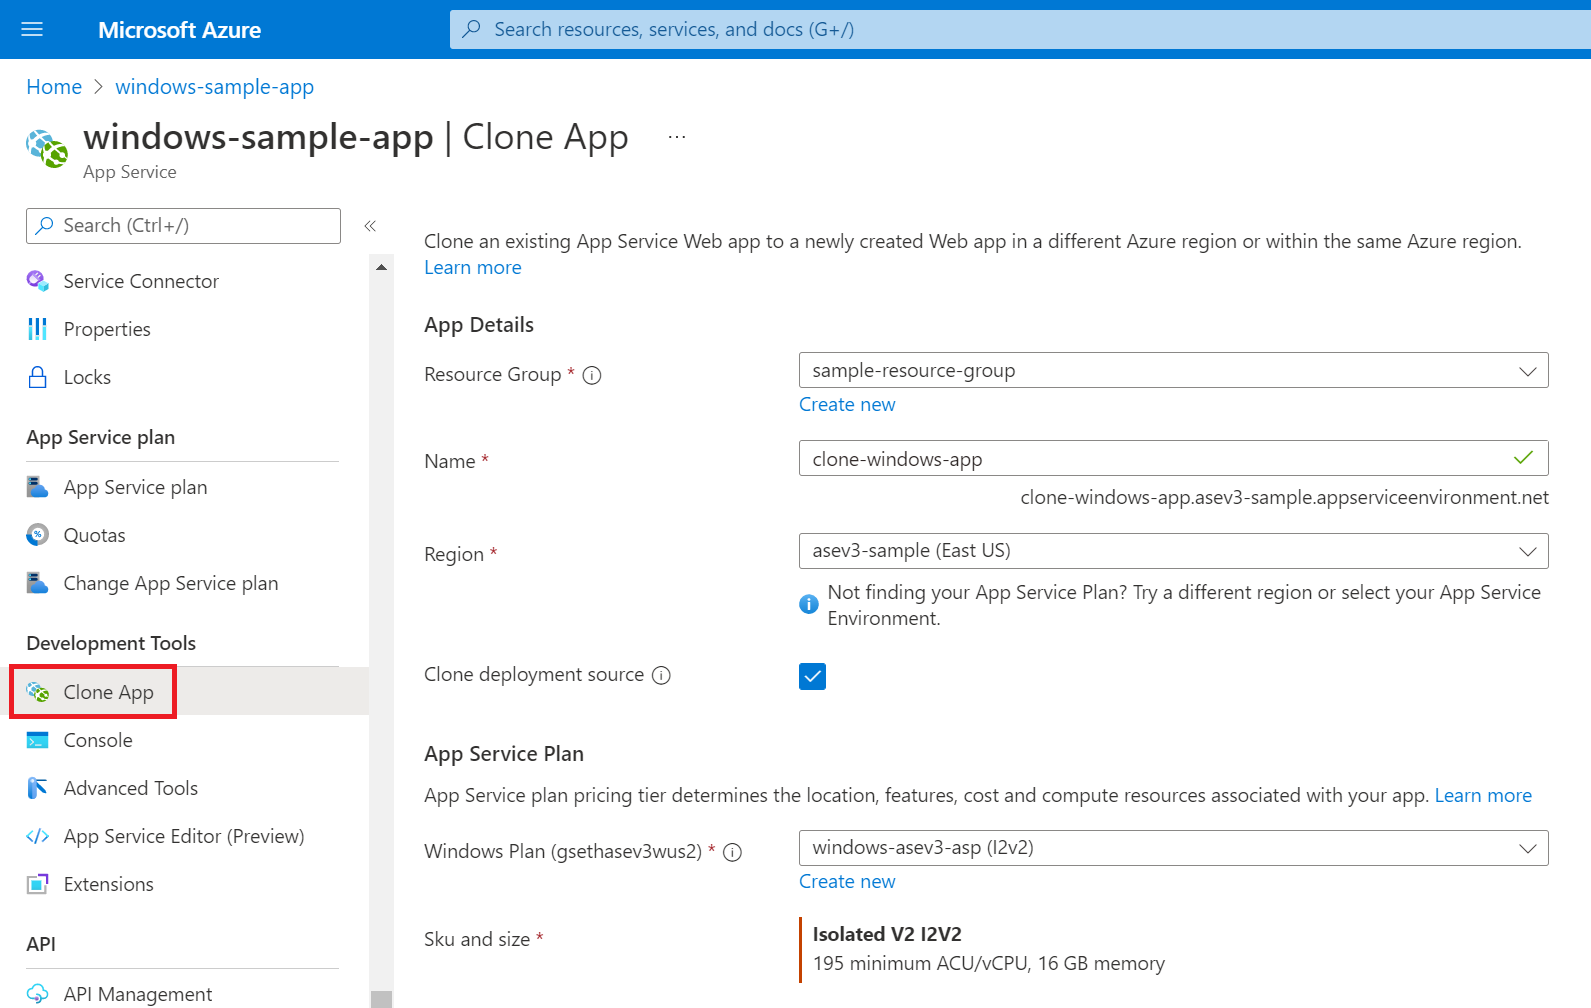 Microsoft Azure
Search resources, services, and docs (G+/)
Home > windows-sample-app
windows-sample-app | Clone App ...
App Service
Search (Ctrl+/)
«
Service Connector
Properties
Locks
App Service plan
App Service plan
Quotas
Change App Service plan
Development Tools
Clone App
Console
Advanced Tools
App Service Editor (Preview)
Extensions
API
API Management
Clone an existing App Service Web app to a newly created Web app in a different Azure region or within the same Azure region.
Learn more
App Details
Resource Group *
sample-resource-group
Create new
Name *
clone-windows-app
clone-windows-app.asev3-sample.appserviceenvironment.net
Region *
asev3-sample (East US)
Not finding your App Service Plan? Try a different region or select your App Service
Environment.
Clone deployment source
App Service Plan
App Service plan pricing tier determines the location, features, cost and compute resources associated with your app. Learn more
Windows Plan (gsethasev3wus2) *
windows-asev3-asp (I2v2)
Create new
Sku and size *
Isolated V2 I2V2
195 minimum ACU/vCPU, 16 GB memory